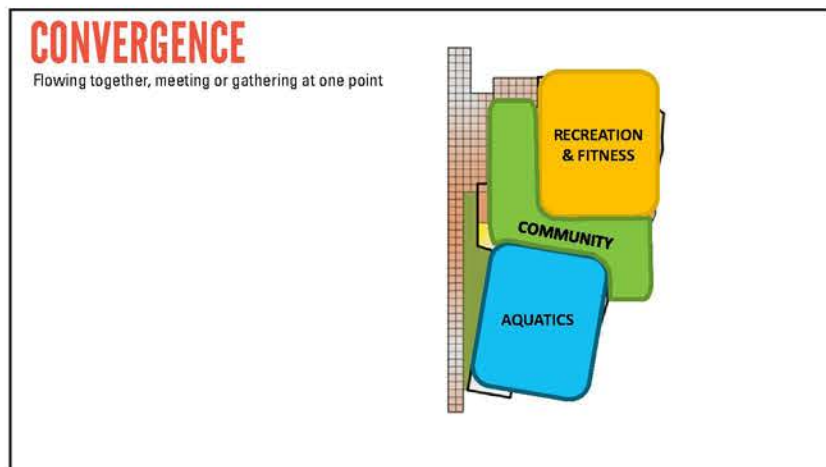 CONVERGENCE
Flowing together, meeting or gathering at one point
RECREATION
& FITNESS
COMMUNITY
AQUATICS